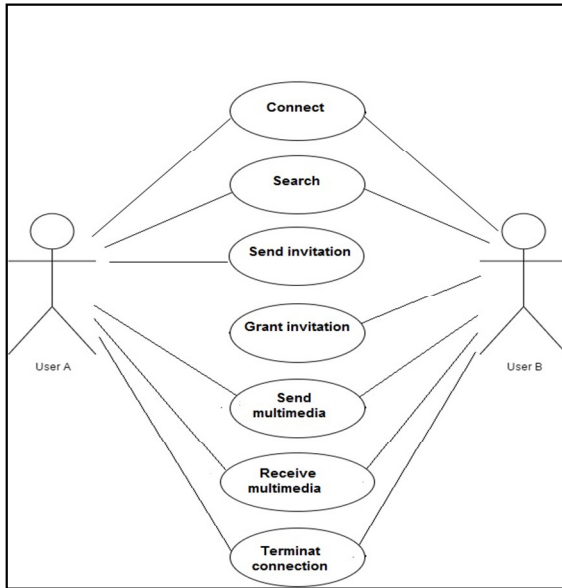 Connect
Search
Send invitation
Grant invitation
User A
User B
Send
multimedia
Receive
multimedia
Terminat
connection